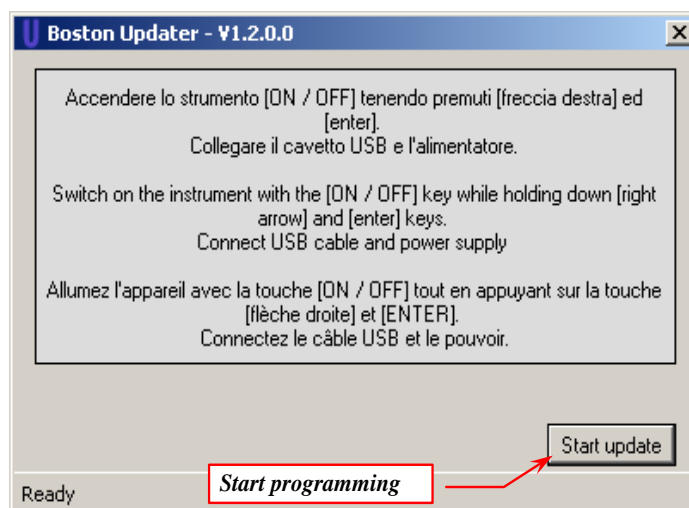 Boston Updater - V1.2.0.0
Accendere lo strumento [ON / OFF] tenendo premuti [freccia destra] ed
[enter].
Collegare il cavetto USB e l'alimentatore.
Switch on the instrument with the [ON / OFF] key while holding down [right
arrow] and [enter] keys.
Connect USB cable and power supply
Allumez l'appareil avec la touche [ON / OFF] tout en appuyant sur la touche
[flèche droite] et [ENTER].
Connectez le câble USB et le pouvoir.
Start update
Start programming
Ready